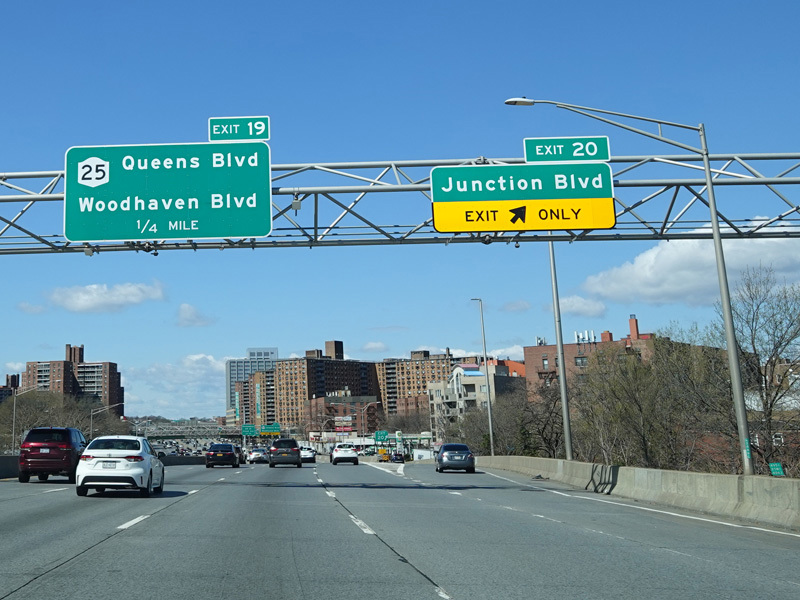 EXIT 19
25 Queens Blvd
Woodhaven Blvd
1/4 MILE
EXIT 20
Junction Blvd
EXIT ONLY